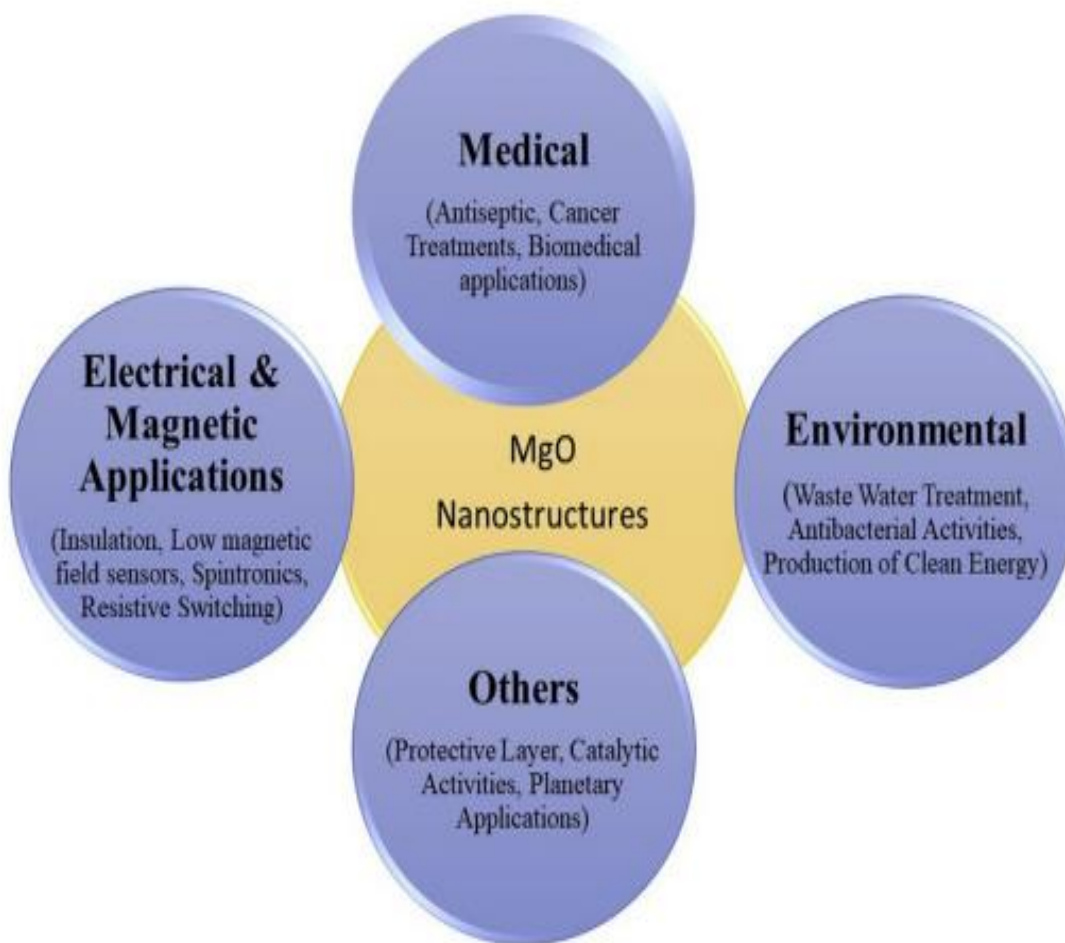 Medical
(Antiseptic, Cancer
Treatments, Biomedical
applications)
Electrical &
Magnetic
Applications
(Insulation, Low magnetic
field sensors, Spintronics,
Resistive Switching)
MgO
Nanostructures
Environmental
(Waste Water Treatment,
Antibacterial Activities,
Production of Clean Energy)
Others
(Protective Layer, Catalytic
Activities, Planetary
Applications)